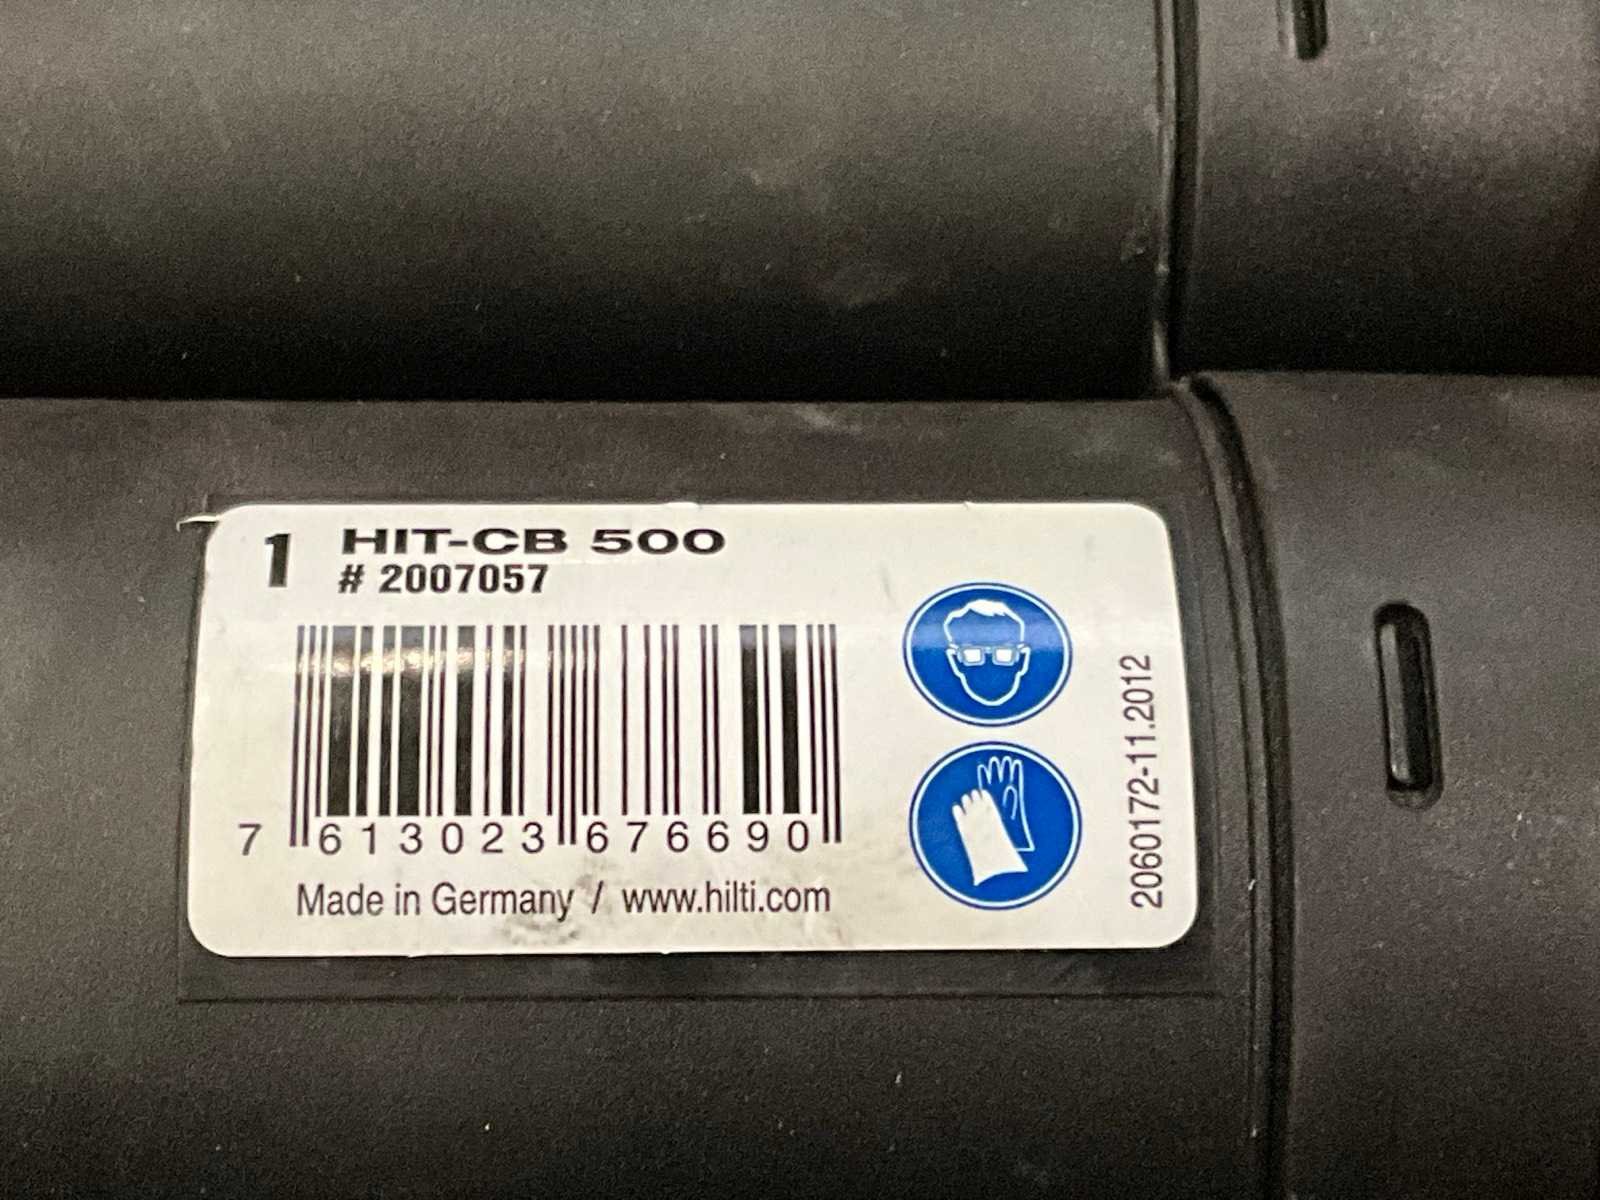 1 HIT-CB 500
# 2007057
7 613023 676690
Made in Germany / www.hilti.com
2060172-11.2012